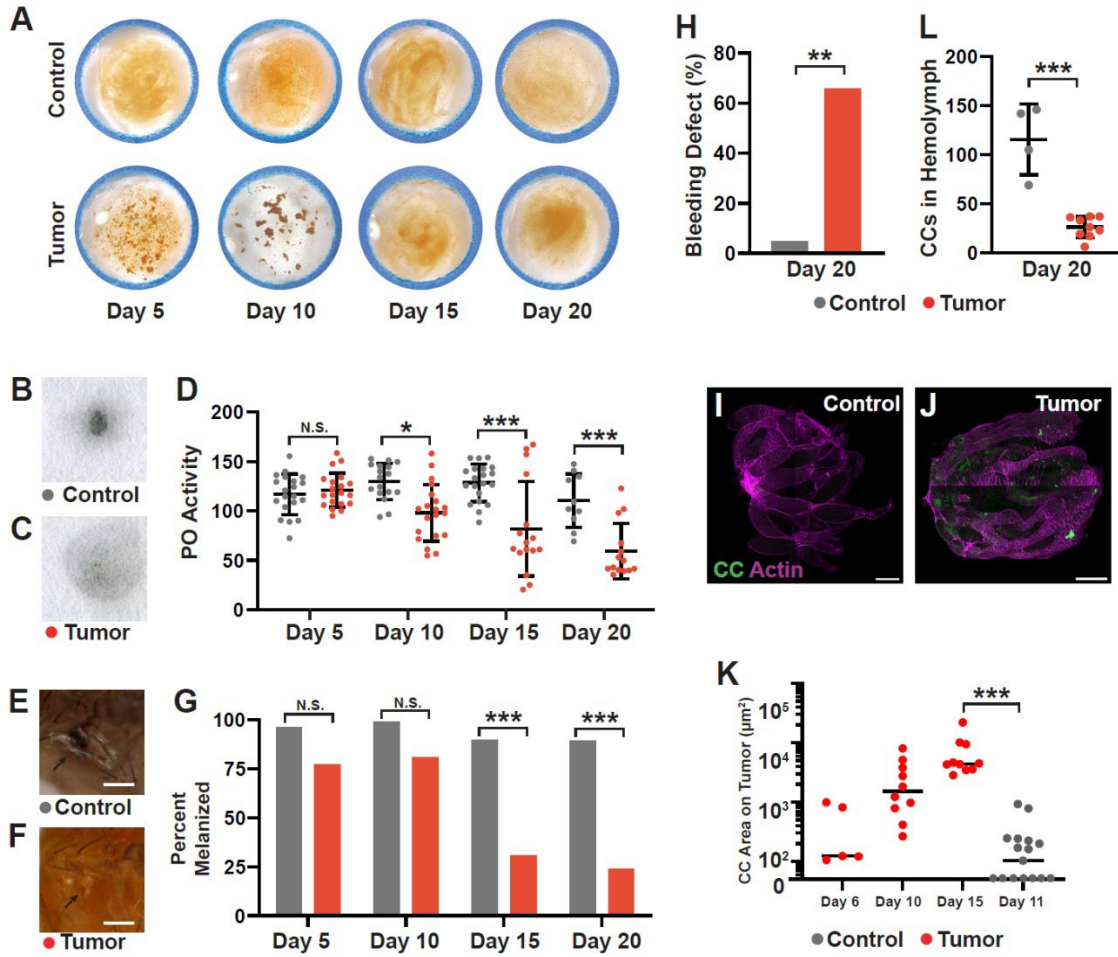 A
Control
Tumor
Day 5
Day 10
Day 15
Day 20
H
Bleeding Defect (%)
80
60
40
20
0
**
Day 20
L
CCs in Hemolymph
200
150
100
50
0
***
Day 20
Control
Tumor
B
Control
C
Tumor
D
PO Activity
200
150
100
50
0
N.S.
*
***
***
Day 5
Day 10
Day 15
Day 20
I
Control
CC Actin
J
Tumor
E
Control
F
Tumor
G
Percent
Melanized
100
75
50
25
0
N.S.
N.S.
***
***
Day 5
Day 10
Day 15
Day 20
K
CC Area on Tumor (µm²)
10⁵
10⁴
10³
10²
0
***
Day 6
Day 10
Day 15
Day 11
Control
Tumor